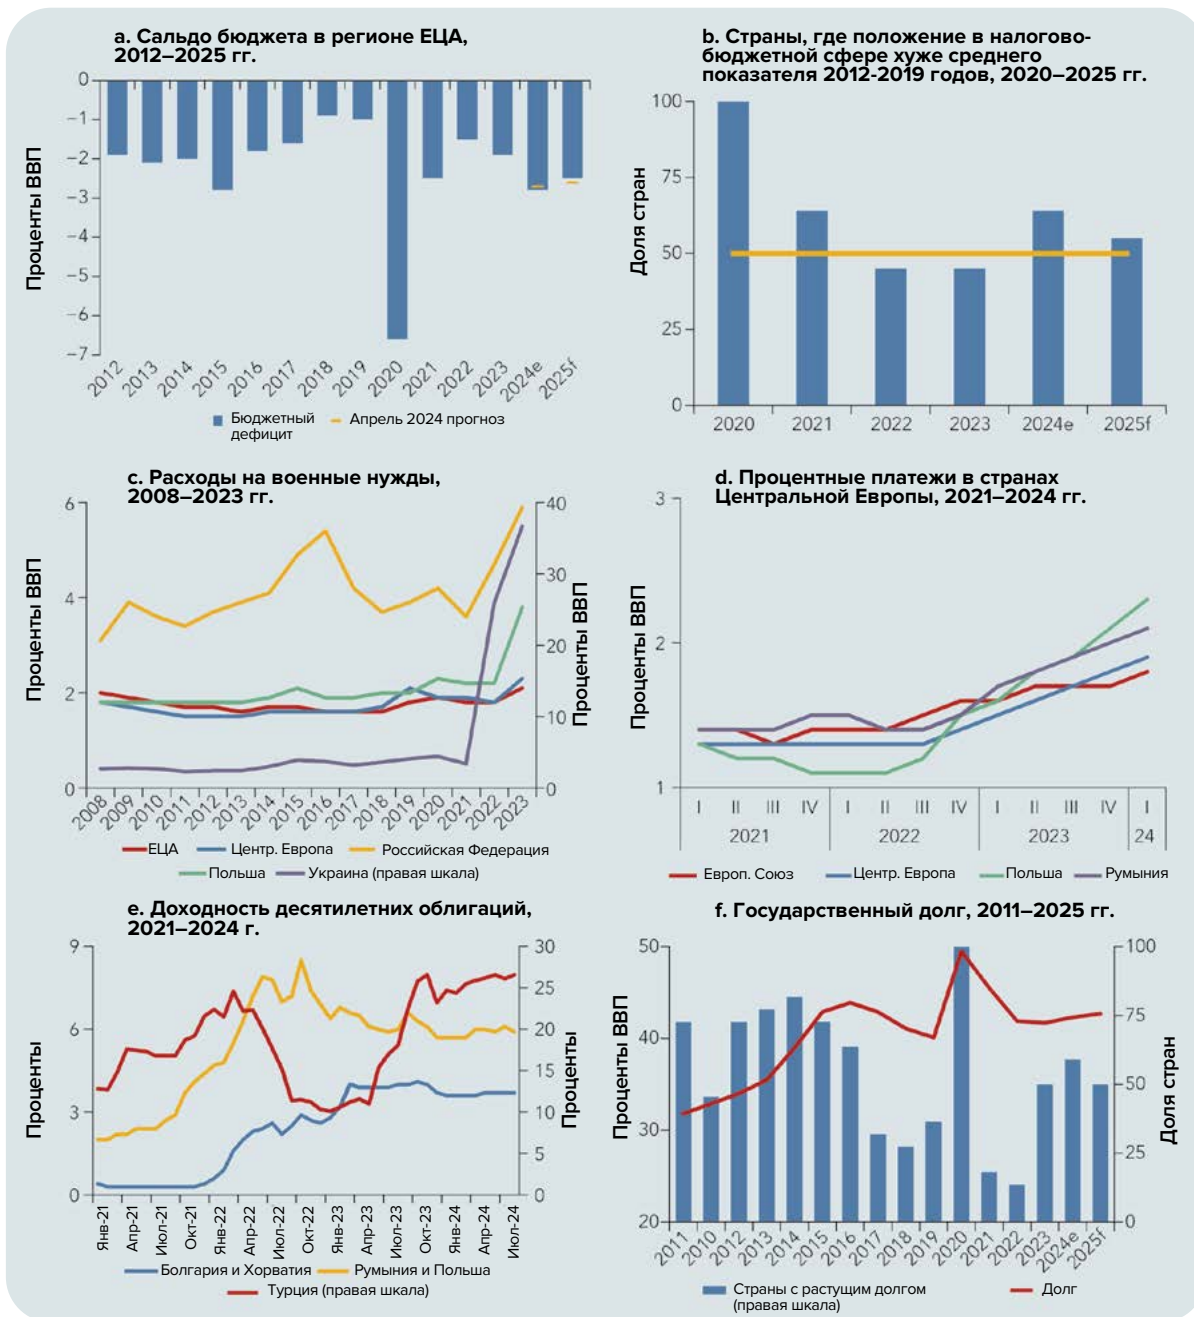 a. Сальдо бюджета в регионе ЕЦА,
2012–2025 гг.
Проценты ВВП
0
−1
−2
−3
−4
−5
−6
−7
2012
2013
2014
2015
2016
2017
2018
2019
2020
2021
2022
2023
2024e
2025f
Бюджетный
дефицит
Апрель 2024 прогноз
b. Страны, где положение в налогово-
бюджетной сфере хуже среднего
показателя 2012-2019 годов, 2020–2025 гг.
Доля стран
100
75
50
25
0
2020
2021
2022
2023
2024e
2025f
c. Расходы на военные нужды,
2008–2023 гг.
Проценты ВВП
6
4
2
0
40
30
20
10
0
Проценты ВВП
2008
2009
2010
2011
2012
2013
2014
2015
2016
2017
2018
2019
2020
2021
2022
2023
ЕЦА
Центр. Европа
Российская Федерация
Польша
Украина (правая шкала)
d. Процентные платежи в странах
Центральной Европы, 2021–2024 гг.
Проценты ВВП
3
2
1
I II III IV I II III IV I II III IV I
2021 2022 2023 24
Европ. Союз
Центр. Европа
Польша
Румыния
e. Доходность десятилетних облигаций,
2021–2024 г.
Проценты
9
6
3
0
30
25
20
15
10
5
0
Проценты
Янв-21
Апр-21
Июл-21
Окт-21
Янв-22
Апр-22
Июл-22
Окт-22
Янв-23
Апр-23
Июл-23
Окт-23
Янв-24
Апр-24
Июл-24
Болгария и Хорватия
Румыния и Польша
Турция (правая шкала)
f. Государственный долг, 2011–2025 гг.
Проценты ВВП
50
40
30
20
100
75
50
25
0
Доля стран
2011
2010
2012
2013
2014
2015
2016
2017
2018
2019
2020
2021
2022
2023
2024e
2025f
Страны с растущим долгом
(правая шкала)
Долг